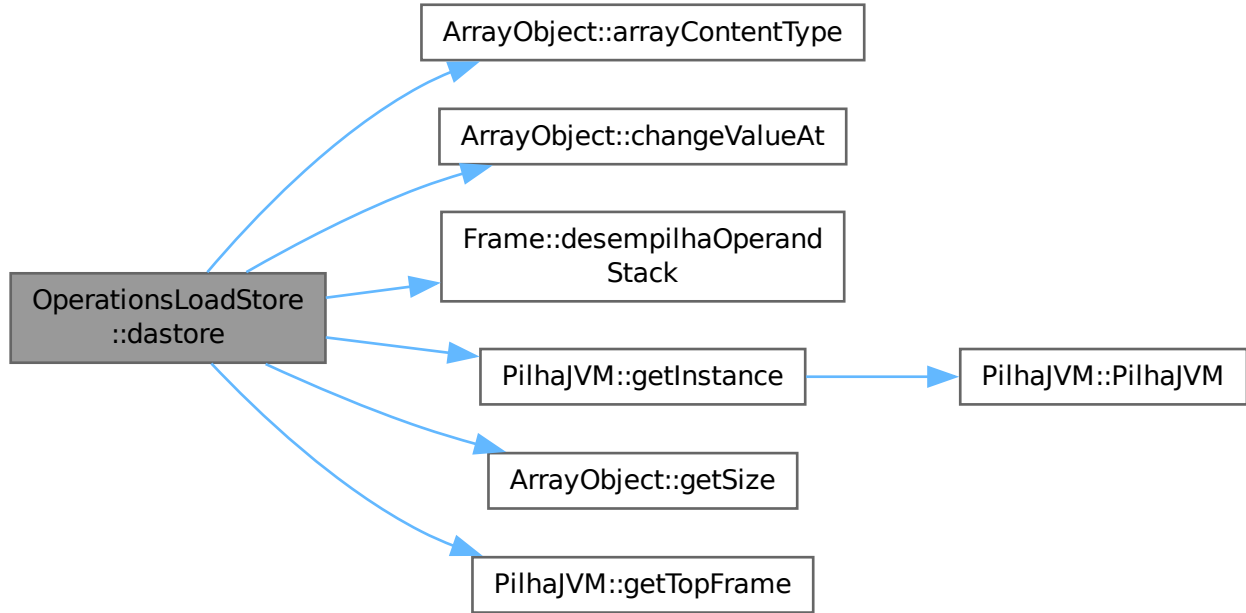 ArrayObject::arrayContentType
ArrayObject::changeValueAt
Frame::desempilhaOperand
Stack
OperationsLoadStore
::dastore
PilhaJVM::getInstance
PilhaJVM::PilhaJVM
ArrayObject::getSize
PilhaJVM::getTopFrame